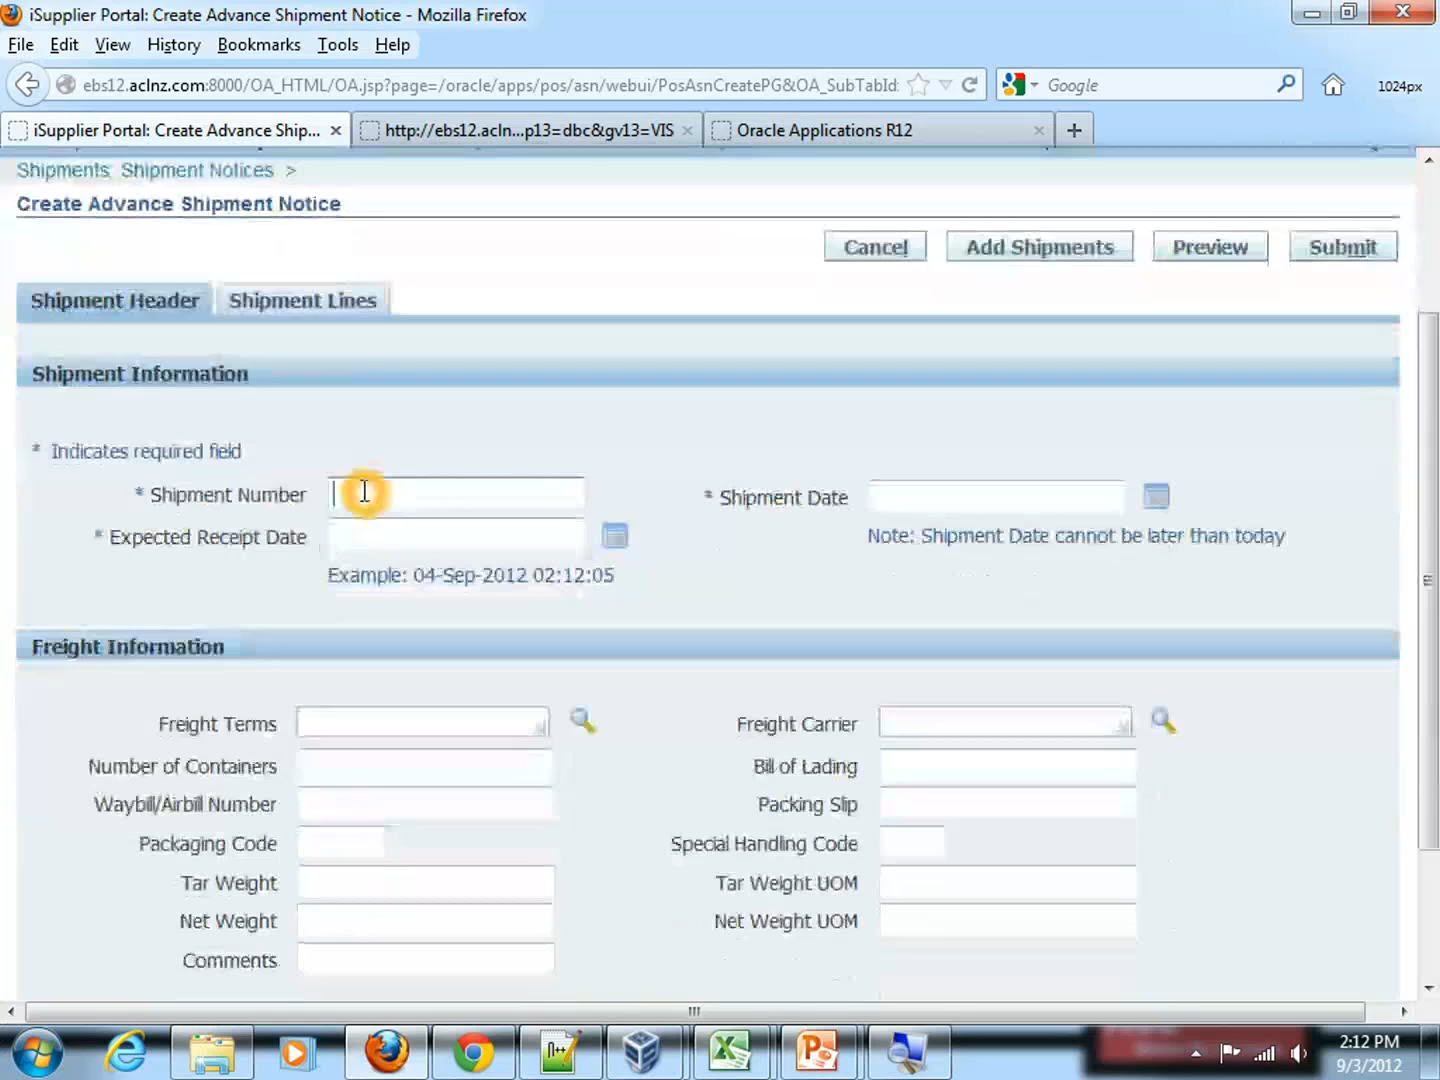 iSupplier Portal: Create Advance Shipment Notice - Mozilla Firefox
File Edit View History Bookmarks Tools Help
ebs12.aclnz.com:8000/OA_HTML/OA.jsp?page=/oracle/apps/pos/asn/webui/PosAsnCreatePG&OA_SubTabId:
Google
1024px
iSupplier Portal: Create Advance Ship...
http://ebs12.acln...p13=dbc&gv13=VIS
Oracle Applications R12
Shipments: Shipment Notices >
Create Advance Shipment Notice
Cancel Add Shipments Preview Submit
Shipment Header Shipment Lines
Shipment Information
* Indicates required field
* Shipment Number
* Shipment Date
* Expected Receipt Date
Note: Shipment Date cannot be later than today
Example: 04-Sep-2012 02:12:05
Freight Information
Freight Terms
Freight Carrier
Number of Containers
Bill of Lading
Waybill/Airbill Number
Packing Slip
Packaging Code
Special Handling Code
Tar Weight
Tar Weight UOM
Net Weight
Net Weight UOM
Comments
2:12 PM
9/3/2012